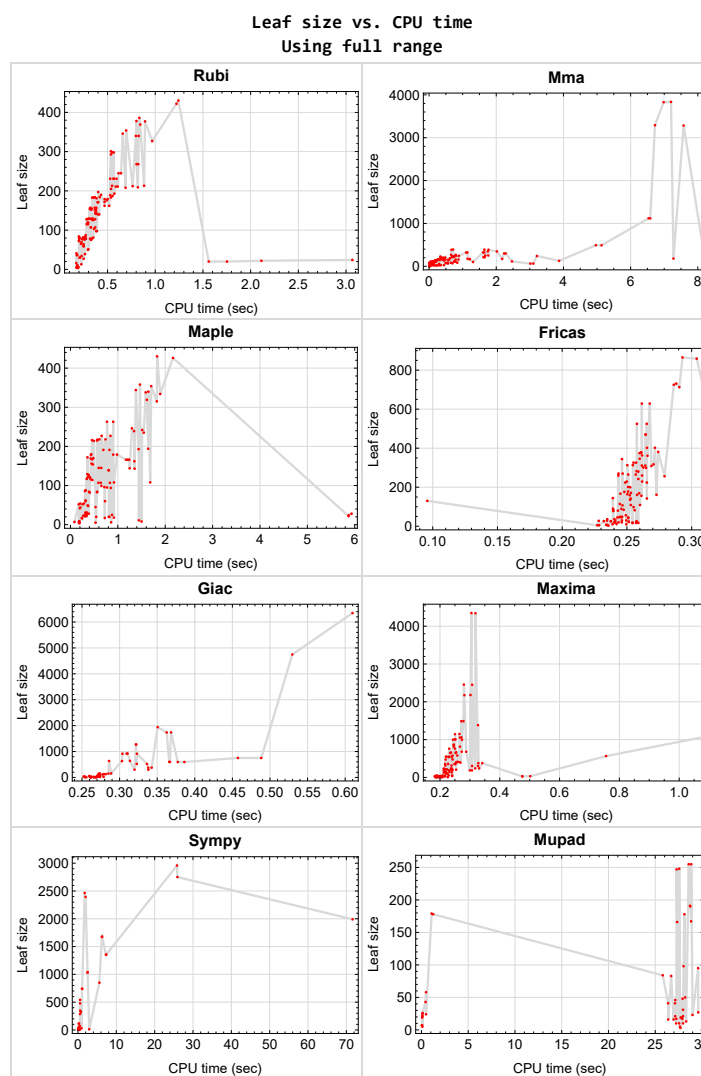 Leaf size vs. CPU time
Using full range
Rubi
Leaf size
400
300
200
100
0
0.5 1.0 1.5 2.0 2.5 3.0
CPU time (sec)
Mma
Leaf size
4000
3000
2000
1000
0
0 2 4 6 8
CPU time (sec)
Maple
Leaf size
400
300
200
100
0
0 1 2 3 4 5 6
CPU time (sec)
Fricas
Leaf size
800
600
400
200
0
0.10 0.15 0.20 0.25 0.30
CPU time (sec)
Giac
Leaf size
6000
5000
4000
3000
2000
1000
0
0.25 0.30 0.35 0.40 0.45 0.50 0.55 0.60
CPU time (sec)
Maxima
Leaf size
4000
3000
2000
1000
0
0.2 0.4 0.6 0.8 1.0
CPU time (sec)
Sympy
Leaf size
3000
2500
2000
1500
1000
500
0
0 10 20 30 40 50 60 70
CPU time (sec)
Mupad
Leaf size
250
200
150
100
50
0
0 5 10 15 20 25
CPU time (sec)